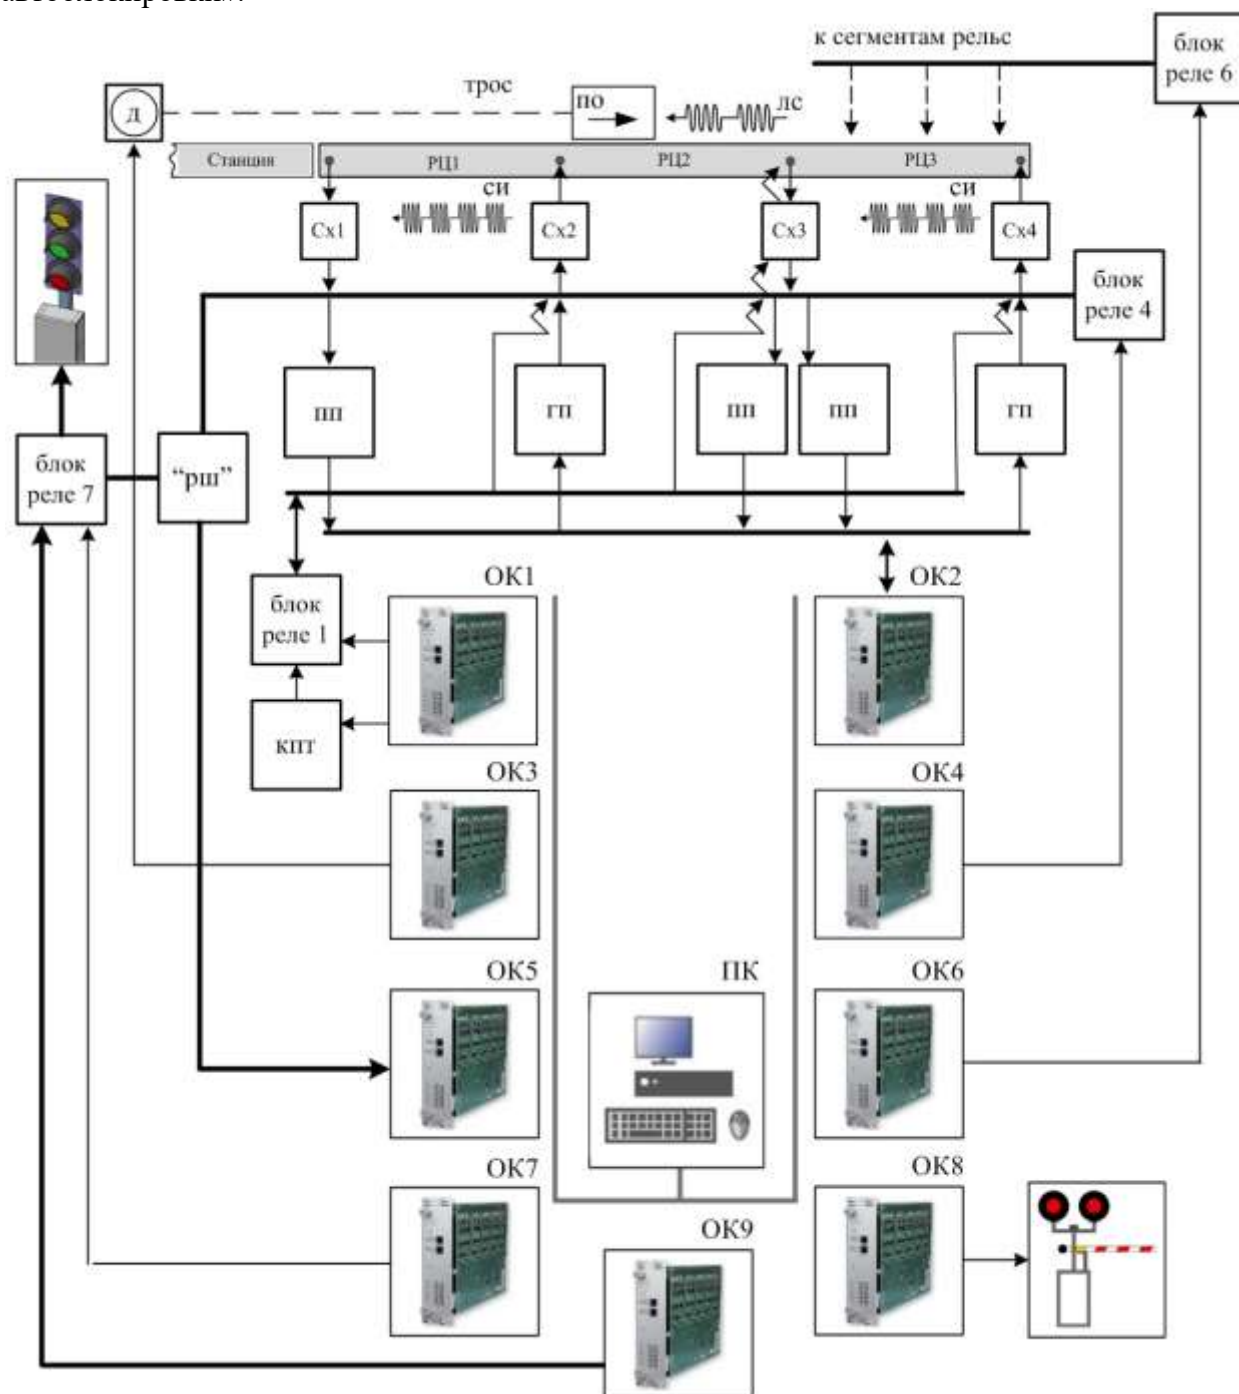 автоблокировки».
к сегментам рельс
блок
реле 6
трос
Д
ПО
ЛС
Станция
РЦ1
РЦ2
РЦ3
СИ
СИ
Сх1
Сх2
Сх3
Сх4
блок
реле 4
ПП
ГП
ПП
ПП
ГП
блок
реле 7
“РШ”
блок
реле 1
ОК1
ОК2
КПТ
ОК3
ОК4
ОК5
ПК
ОК6
ОК7
ОК8
ОК9